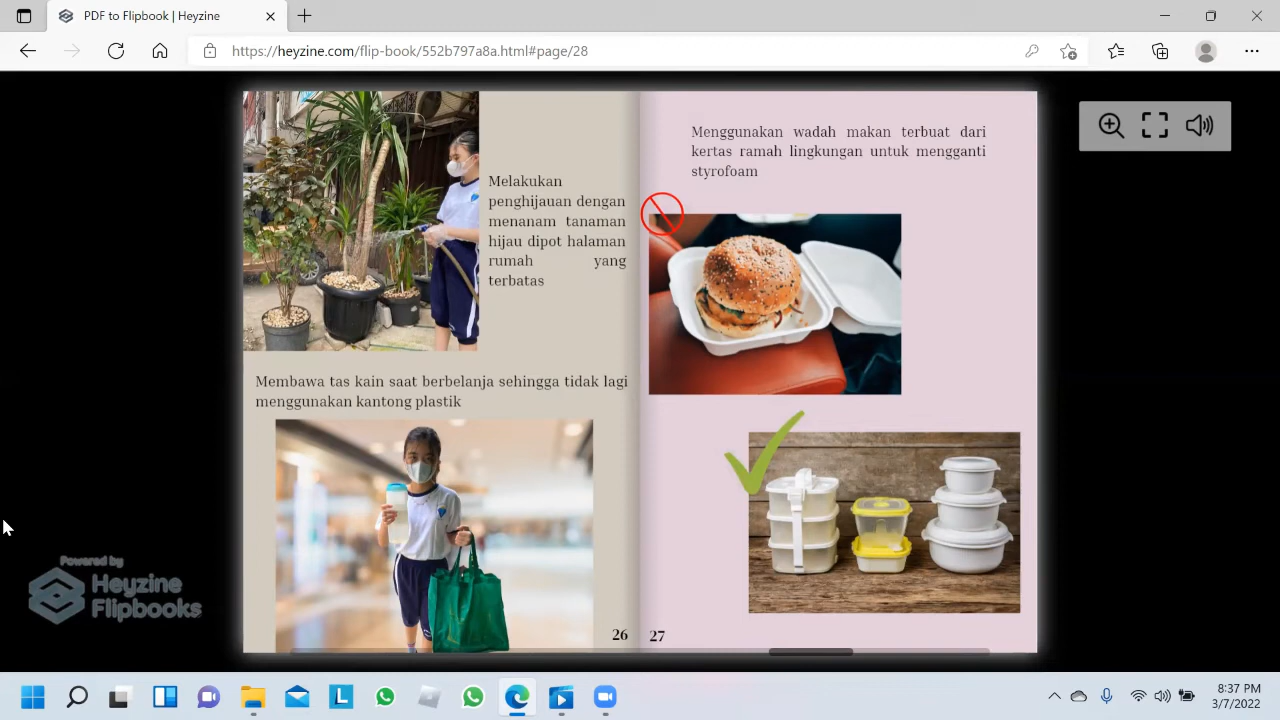 PDF to Flipbook | Heyzine
https://heyzine.com/flip-book/552b797a8a.html#page/28
Melakukan
penghijauan dengan
menanam tanaman
hijau dipot halaman
rumah yang
terbatas
Membawa tas kain saat berbelanja sehingga tidak lagi
menggunakan kantong plastik
26
Menggunakan wadah makan terbuat dari
kertas ramah lingkungan untuk mengganti
styrofoam
27
Powered by
Heyzine
Flipbooks
L
8:37 PM
3/7/2022